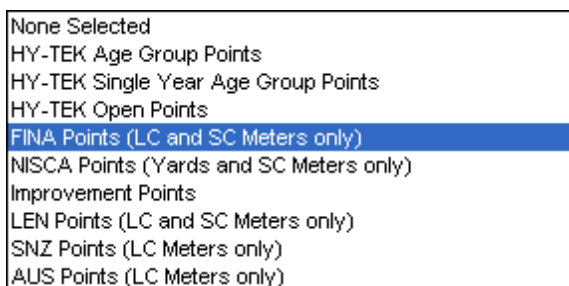 None Selected
HY-TEK Age Group Points
HY-TEK Single Year Age Group Points
HY-TEK Open Points
FINA Points (LC and SC Meters only)
NISCA Points (Yards and SC Meters only)
Improvement Points
LEN Points (LC and SC Meters only)
SNZ Points (LC Meters only)
AUS Points (LC Meters only)